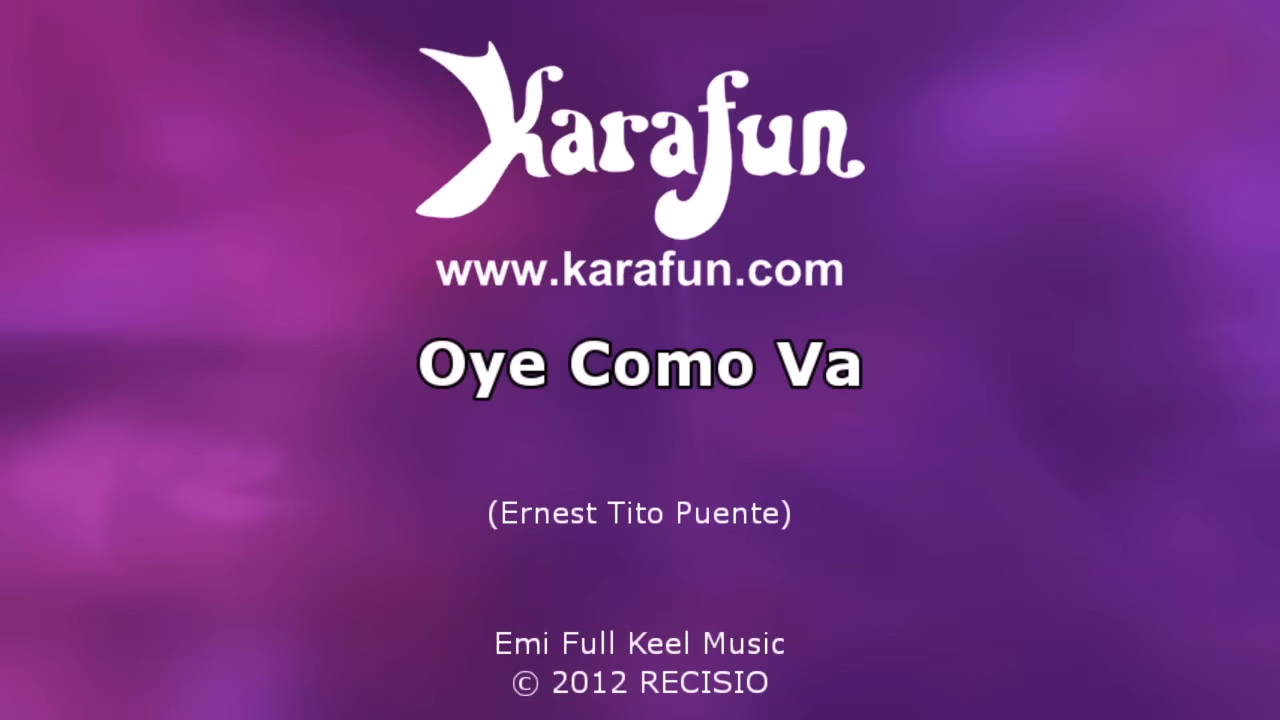 Karafun
www.karafun.com
Oye Como Va
(Ernest Tito Puente)
Emi Full Keel Music
© 2012 RECISIO